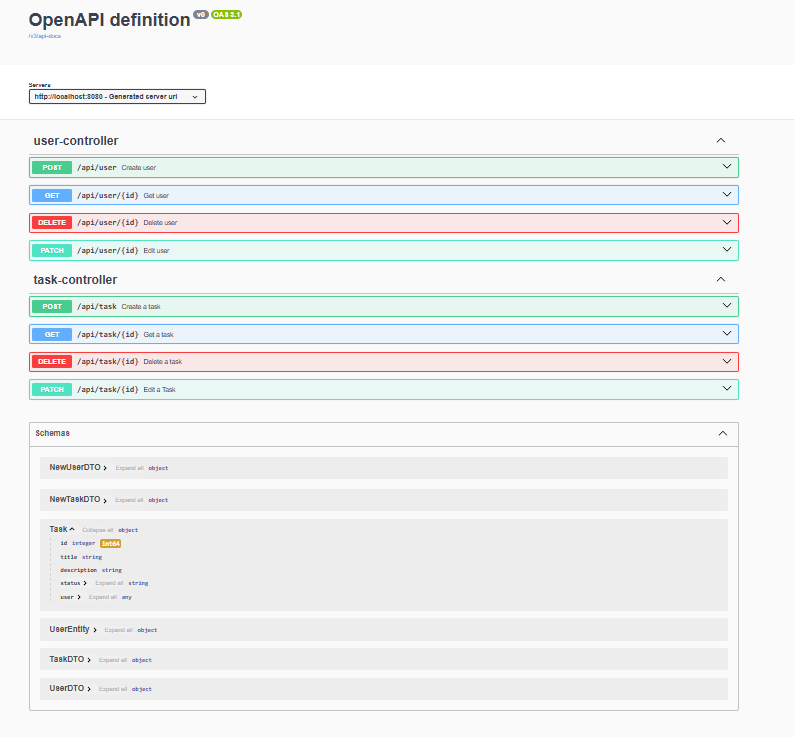 OpenAPI definition v0 OAS 3.1
/v3/api-docs
Servers
http://localhost:8080 - Generated server url
user-controller
POST /api/user Create user
GET /api/user/{id} Get user
DELETE /api/user/{id} Delete user
PATCH /api/user/{id} Edit user
task-controller
POST /api/task Create a task
GET /api/task/{id} Get a task
DELETE /api/task/{id} Delete a task
PATCH /api/task/{id} Edit a Task
Schemas
NewUserDTO Expand all object
NewTaskDTO Expand all object
Task Collapse all object
id integer int64
title string
description string
status Expand all string
user Expand all any
UserEntity Expand all object
TaskDTO Expand all object
UserDTO Expand all object